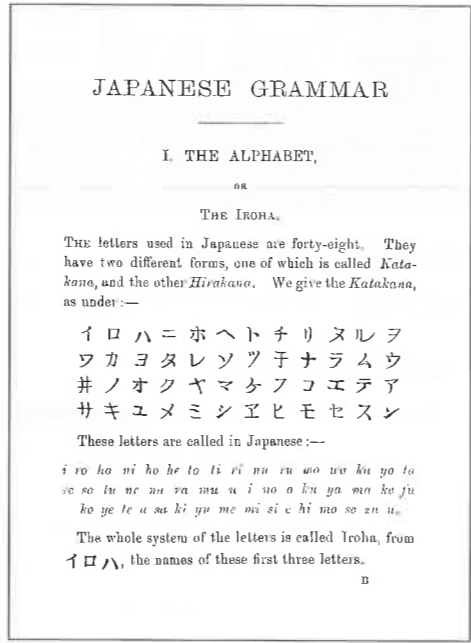 JAPANESE GRAMMAR
I. THE ALPHABET,
OR
THE IROHA.
THE letters used in Japanese are forty-eight. They
have two different forms, one of which is called Kata-
kana, and the other Hirakana. We give the Katakana,
as under:—
イ ロ ハ ニ ホ ヘ ト チ リ ヌ ル ヲ
ワ カ ヨ タ レ ソ ツ 子 ナ ラ ム ウ
井 ノ オ ク ヤ マ ケ フ コ エ テ ア
サ キ ユ メ ミ シ ヱ ヒ モ セ ス ン
These letters are called in Japanese:—
i ro ha ni ho he to ti ri nu ru wo wa ka yo ta
re so tu ne na ra mu u i no o ku ya ma ke fu
ko ye te a sa ki yu me mi si e hi mo se zu n.
The whole system of the letters is called Iroha, from
イロハ, the names of these first three letters.
B